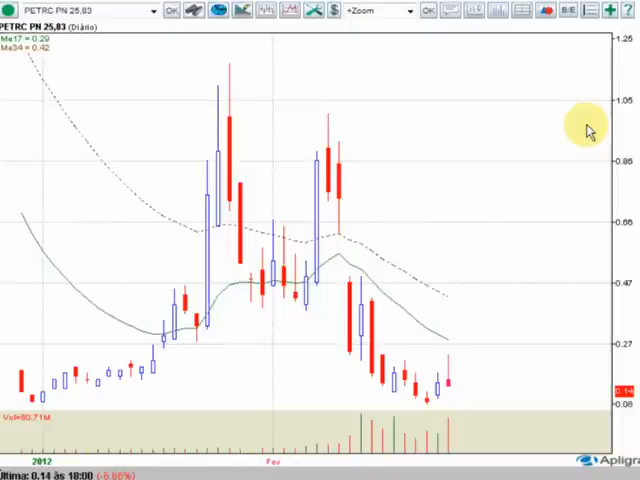 PETRC PN 25,83 OK $ +Zoom OK B/E ?
PETRC PN 25,83 (Diário)
Me17 = 0.29
Me34 = 0.42
1.25
1.05
0.86
0.66
0.47
0.27
0.14
0.08
Vol=80,71M
2012 Fev
Apligra
Última: 0.14 às 18:00 (-6.66%)